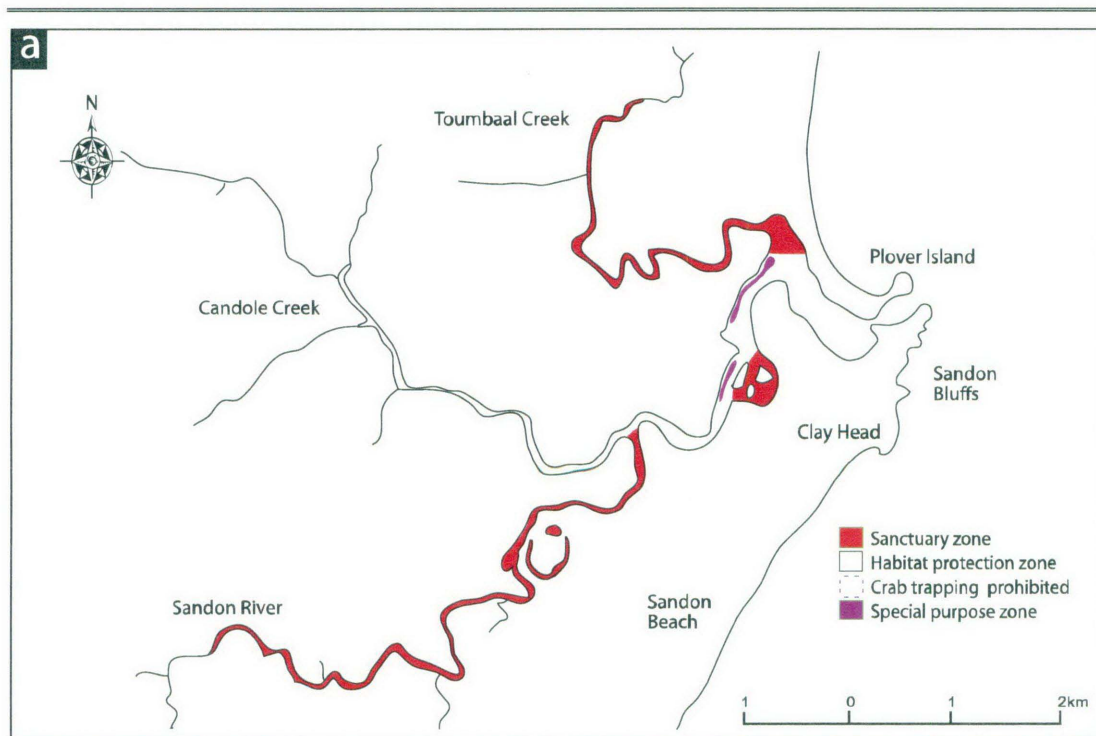 a
N
Toumbaal Creek
Plover Island
Candole Creek
Sandon
Bluffs
Clay Head
Sanctuary zone
Habitat protection zone
Crab trapping prohibited
Special purpose zone
Sandon River
Sandon
Beach
1 0 1 2km